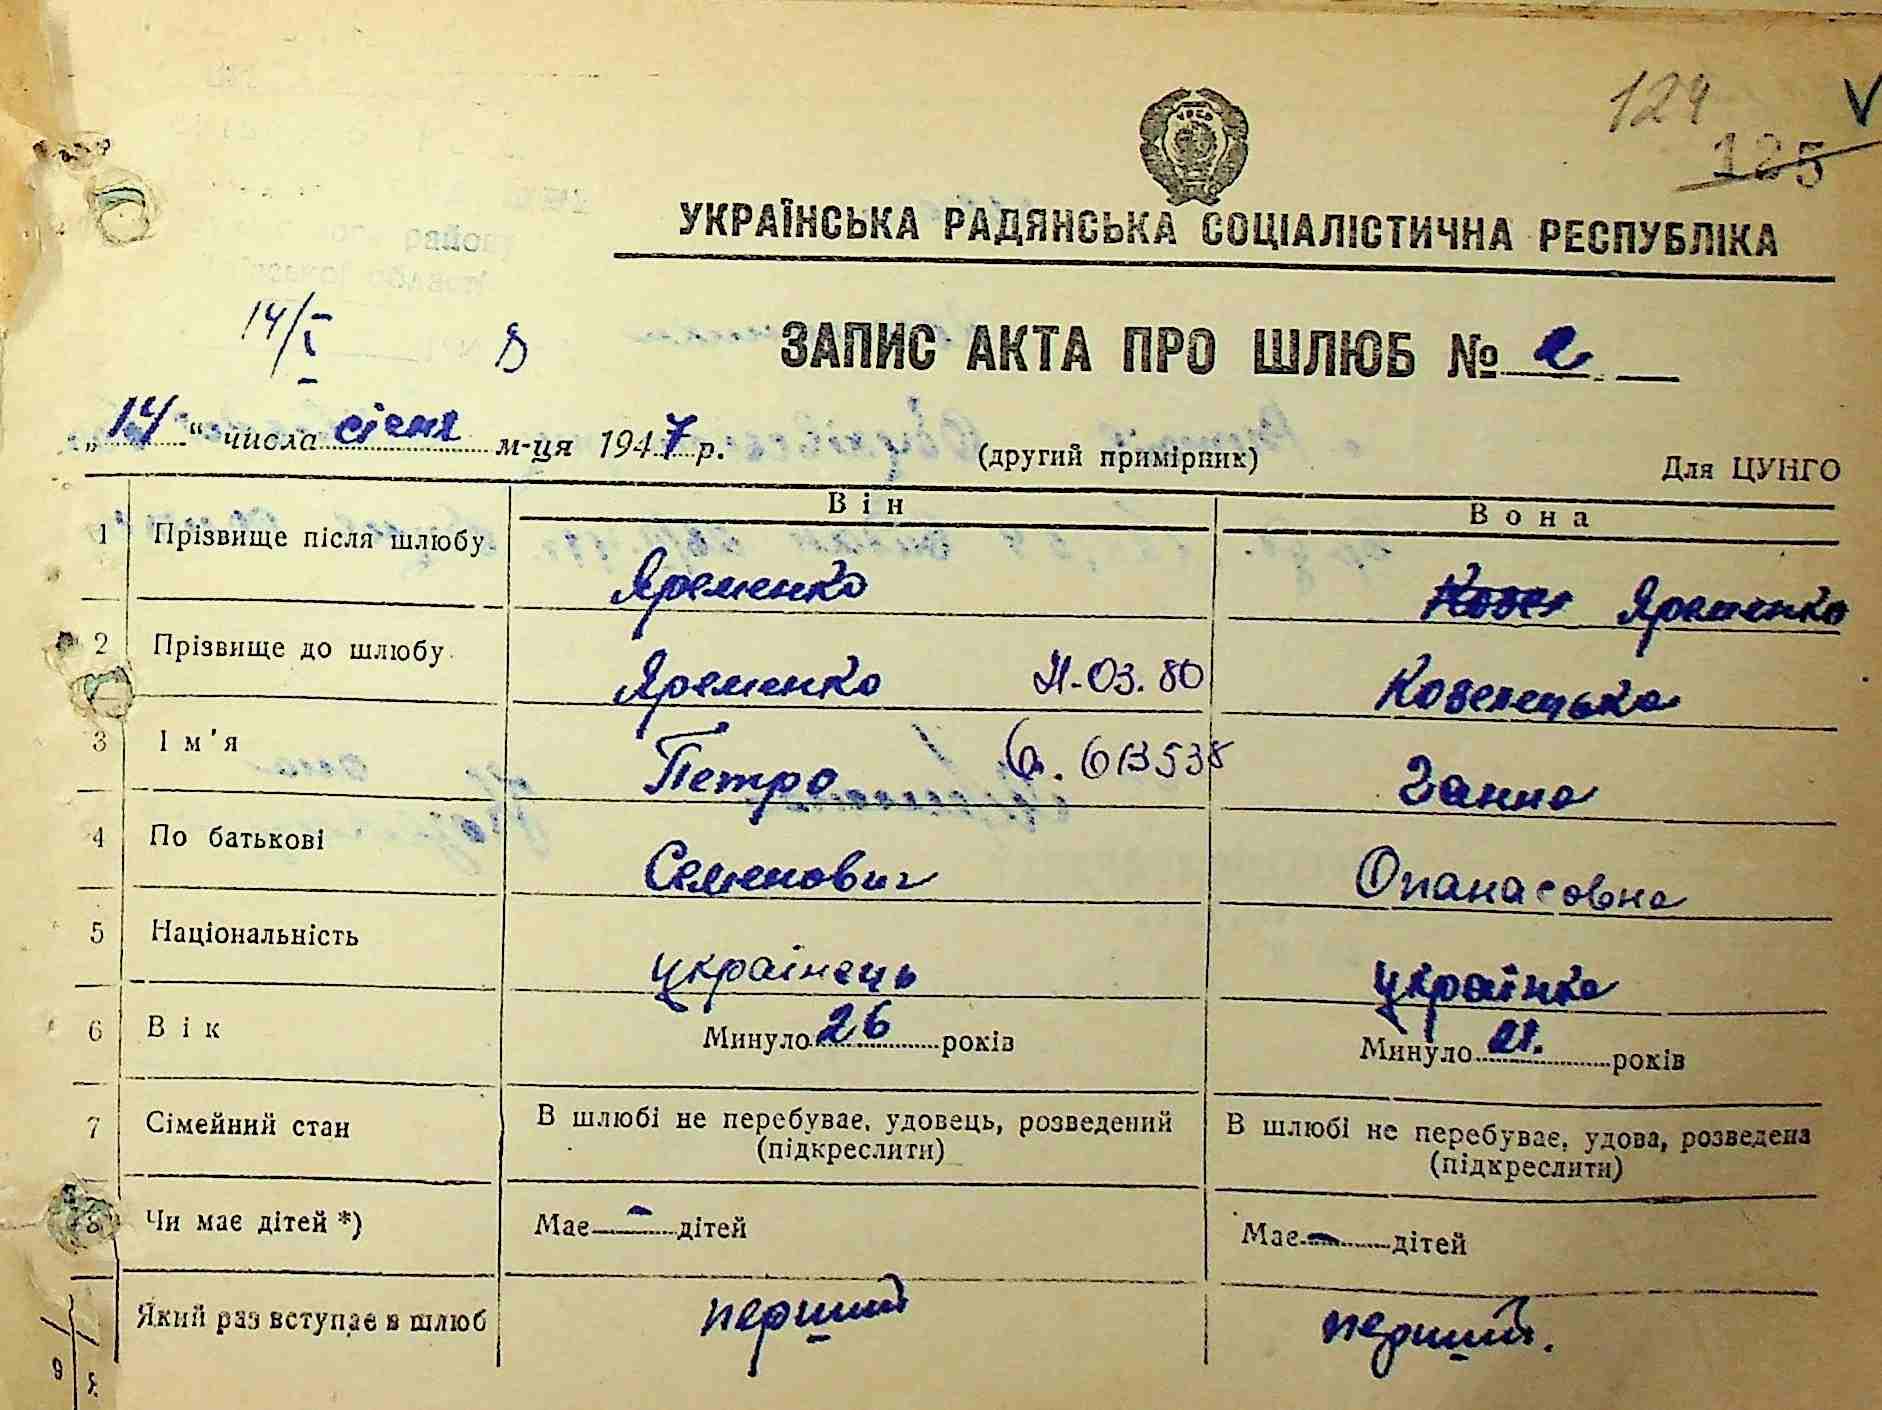 124 V
125
УКРАЇНСЬКА РАДЯНСЬКА СОЦІАЛІСТИЧНА РЕСПУБЛІКА
14/I
ЗАПИС АКТА ПРО ШЛЮБ № 2
„14“ числа січня м-ця 1947 р. (другий примірник) Для ЦУНГО
Він Вона
1 Прізвище після шлюбу Яременко Яременко
2 Прізвище до шлюбу Яременко 11-03.80 Козелецька
3 Ім'я Петро Ганна
4 По батькові Семенович Опанасовна
5 Національність українець українка
6 Вік Минуло 26 років Минуло 21. років
7 Сімейний стан В шлюбі не перебуває, удовець, розведений (підкреслити) В шлюбі не перебуває, удова, розведена (підкреслити)
8 Чи має дітей *) Має – дітей Має – дітей
Який раз вступає в шлюб перший перший.
9